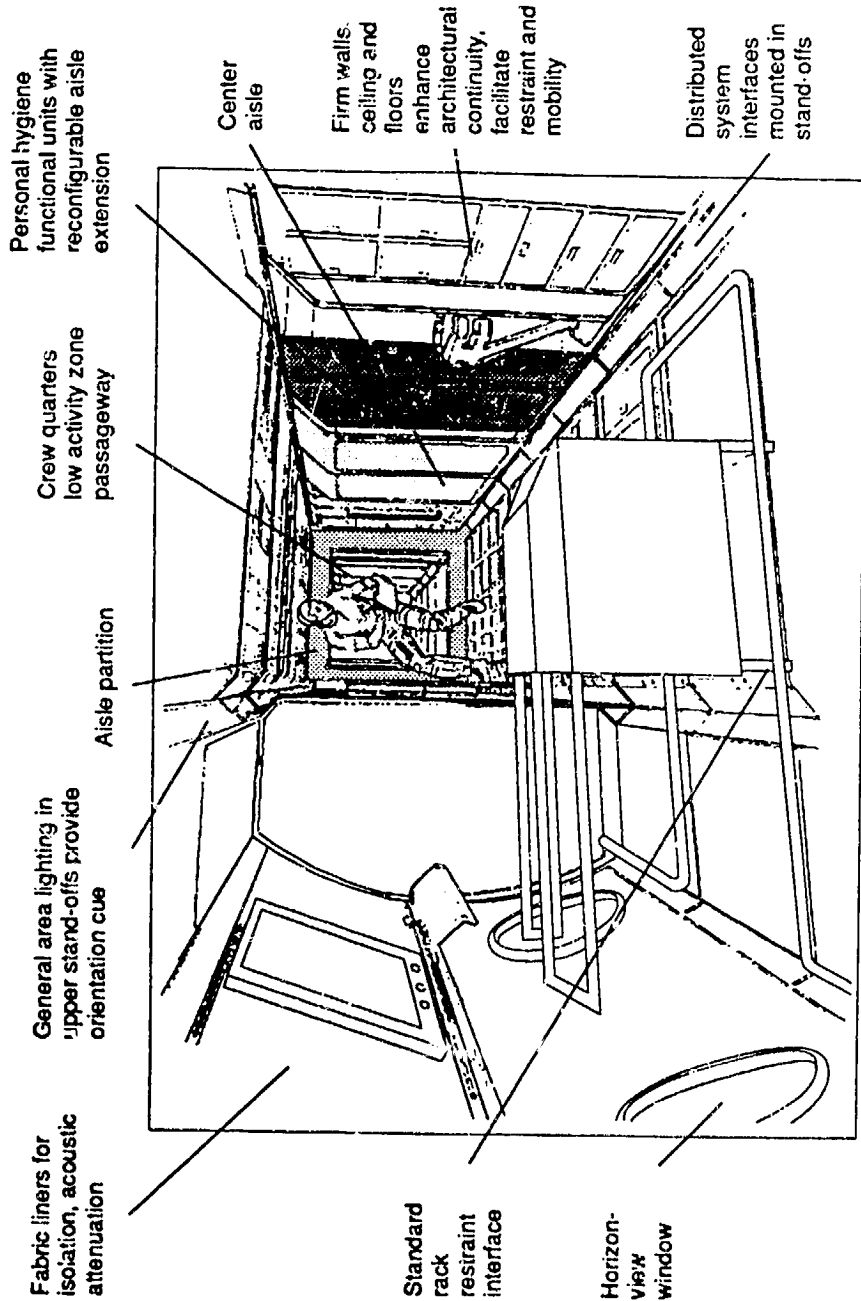 Fabric liners for
isolation, acoustic
attenuation
General area lighting in
upper stand-offs provide
orientation cue
Aisle partition
Crew quarters
low activity zone
passageway
Personal hygiene
functional units with
reconfigurable aisle
extension
Center
aisle
Firm walls,
ceiling and
floors
enhance
architectural
continuity,
facilitate
restraint and
mobility
Distributed
system
interfaces
mounted in
stand-offs
Standard
rack
restraint
interface
Horizon-
view
window